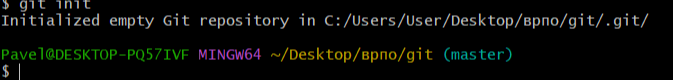 $ git init
Initialized empty Git repository in C:/Users/User/Desktop/врпо/git/.git/
Pavel@DESKTOP-PQ57IVF MINGW64 ~/Desktop/врпо/git (master)
$